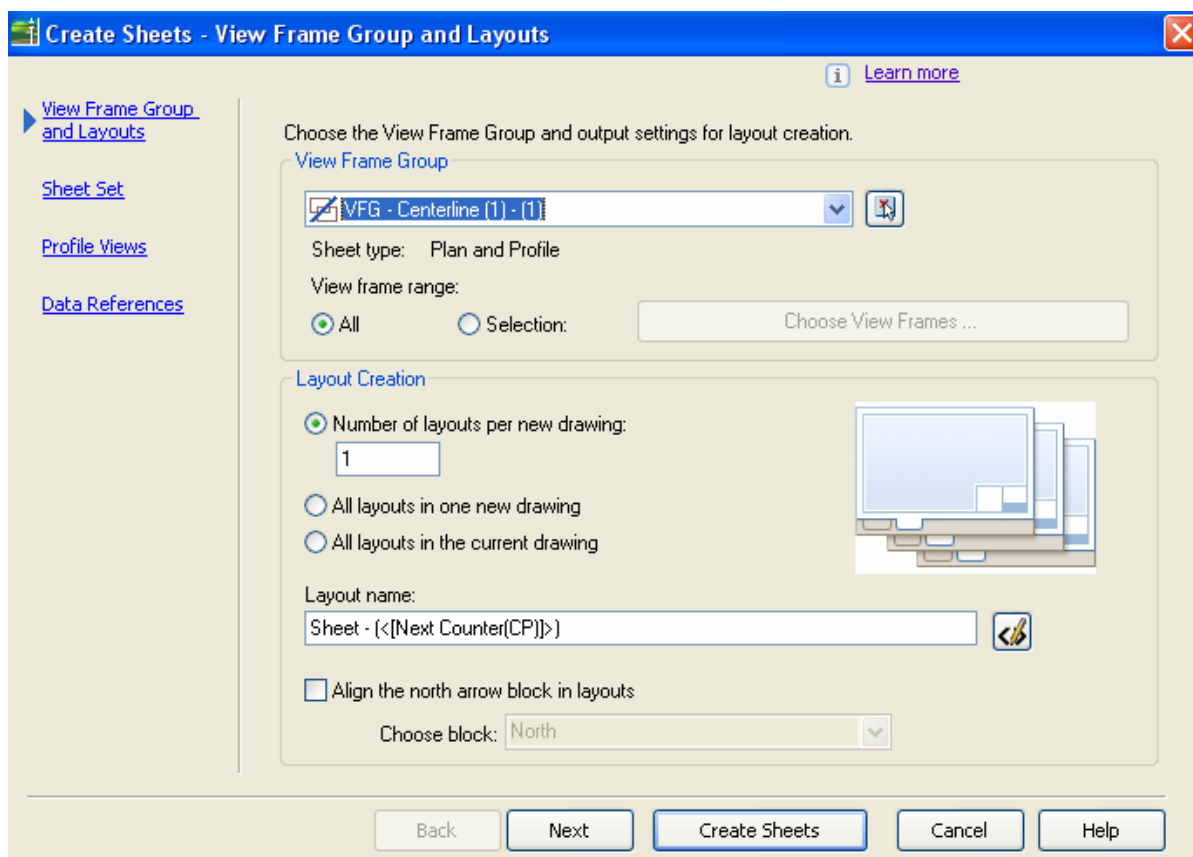 Create Sheets - View Frame Group and Layouts
Learn more
View Frame Group
and Layouts
Sheet Set
Profile Views
Data References
Choose the View Frame Group and output settings for layout creation.
View Frame Group
VFG - Centerline (1) - (1)
Sheet type: Plan and Profile
View frame range:
All Selection: Choose View Frames ...
Layout Creation
Number of layouts per new drawing:
1
All layouts in one new drawing
All layouts in the current drawing
Layout name:
Sheet - (<[Next Counter(CP)]>)
Align the north arrow block in layouts
Choose block: North
Back Next Create Sheets Cancel Help